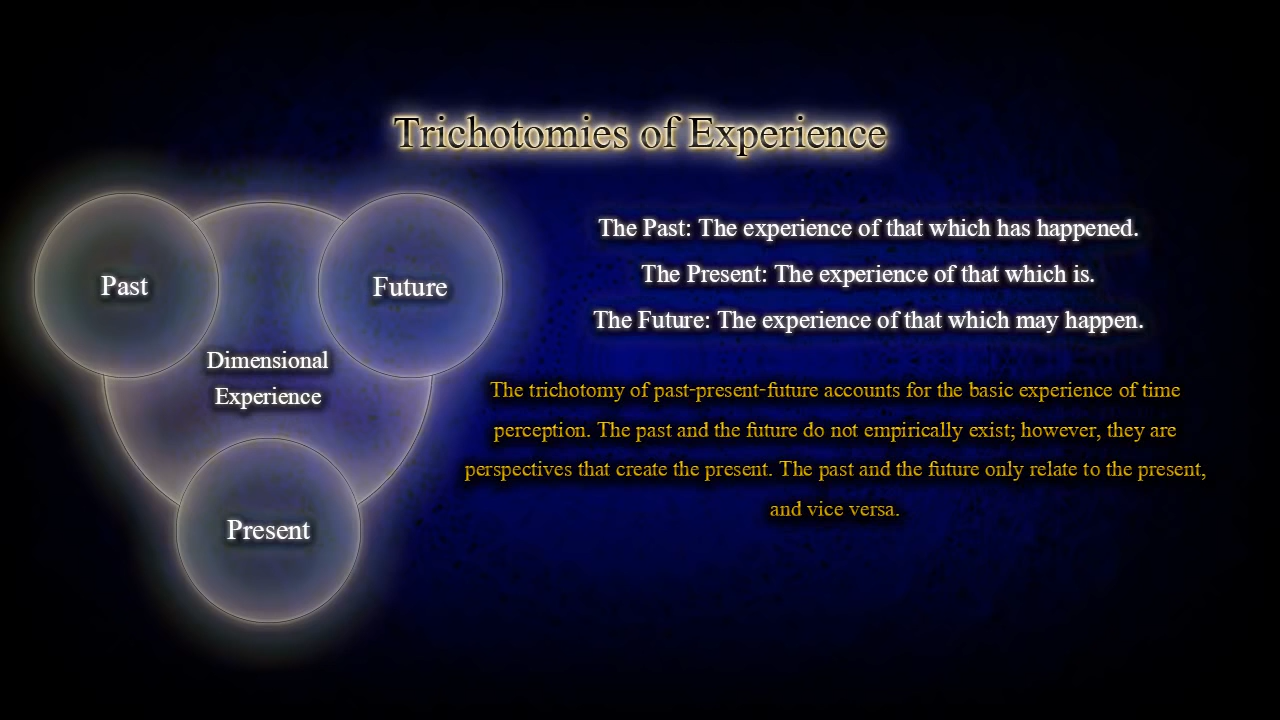 Trichotomies of Experience
Past
Future
Dimensional
Experience
Present
The Past: The experience of that which has happened.
The Present: The experience of that which is.
The Future: The experience of that which may happen.
The trichotomy of past-present-future accounts for the basic experience of time
perception. The past and the future do not empirically exist; however, they are
perspectives that create the present. The past and the future only relate to the present,
and vice versa.